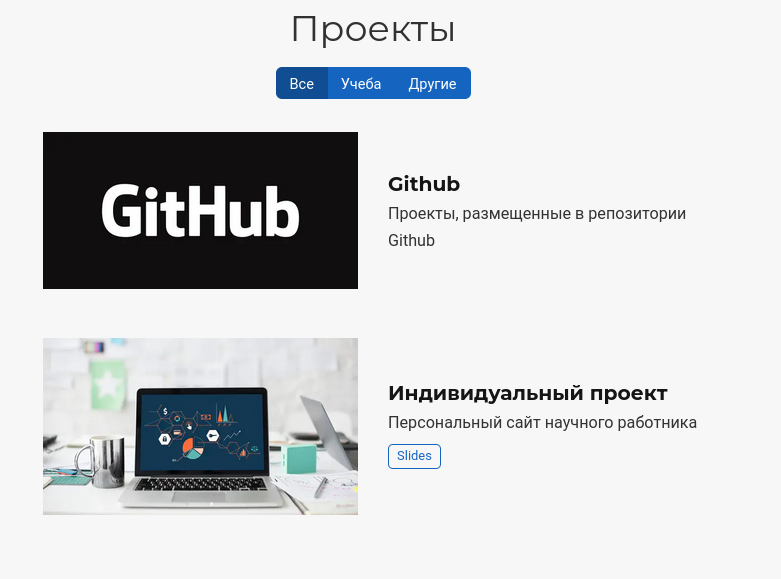 Проекты
Все Учеба Другие
GitHub
Github
Проекты, размещенные в репозитории
Github
Индивидуальный проект
Персональный сайт научного работника
Slides